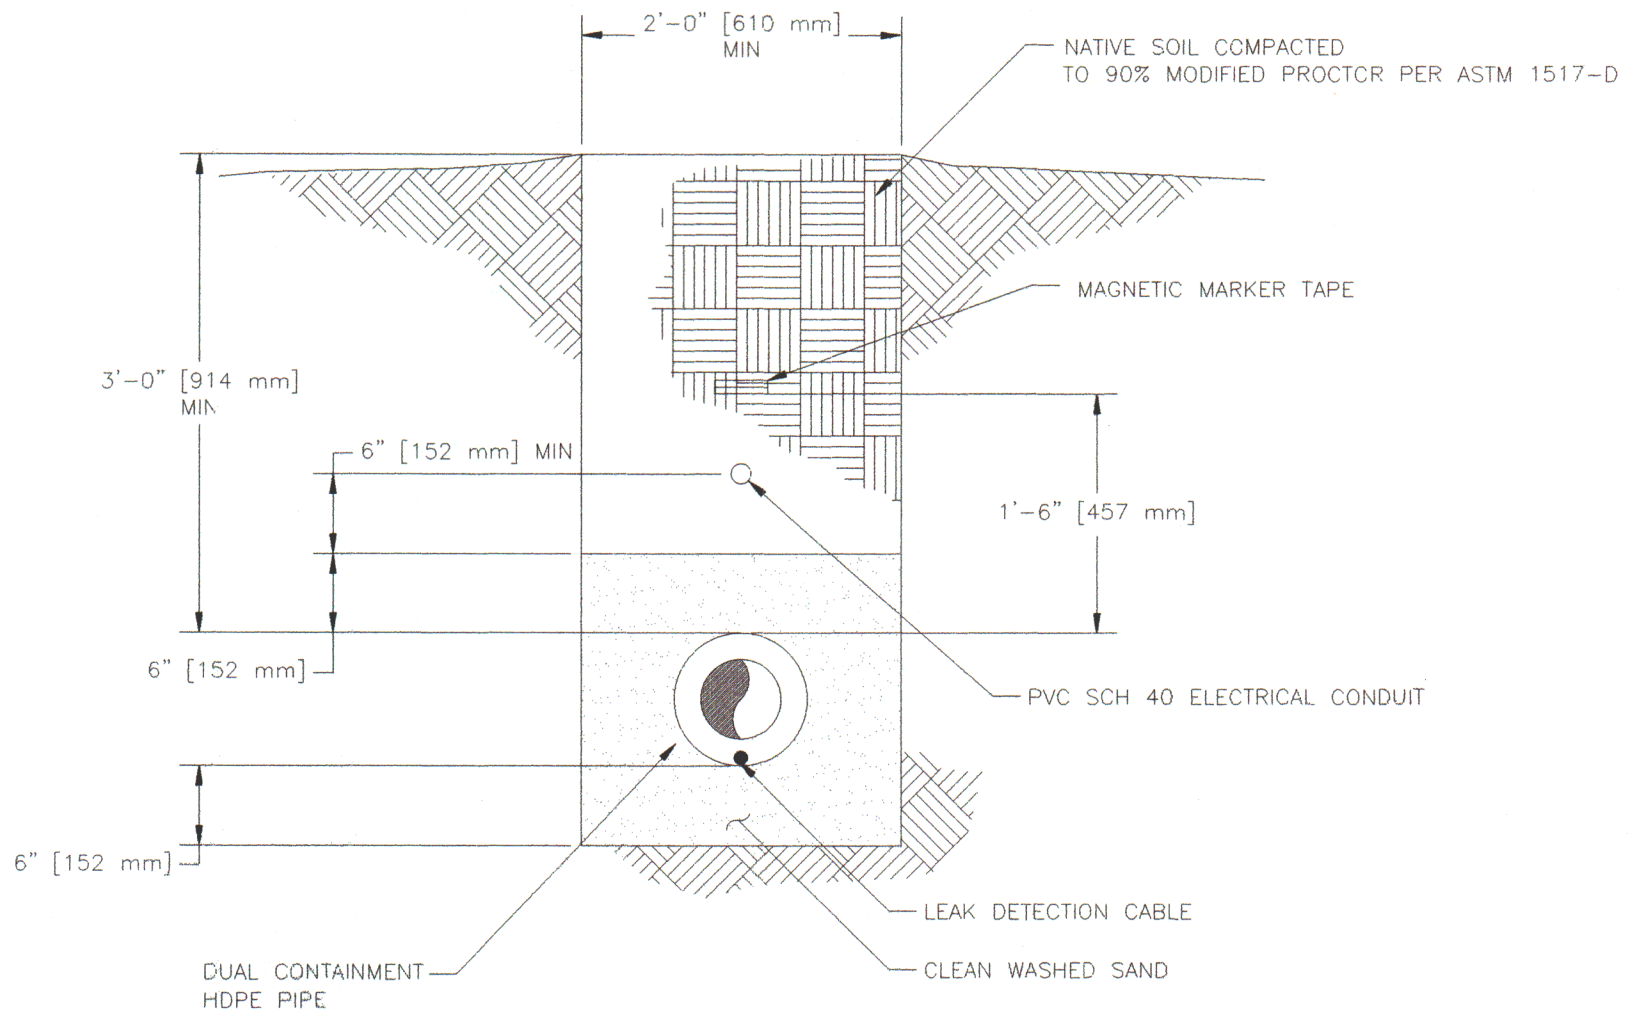 2'-0" [610 mm]
MIN
NATIVE SOIL COMPACTED
TO 90% MODIFIED PROCTOR PER ASTM 1517-D
MAGNETIC MARKER TAPE
3'-0" [914 mm]
MIN
6" [152 mm] MIN
1'-6" [457 mm]
6" [152 mm]
PVC SCH 40 ELECTRICAL CONDUIT
6" [152 mm]
LEAK DETECTION CABLE
DUAL CONTAINMENT
HDPE PIPE
CLEAN WASHED SAND